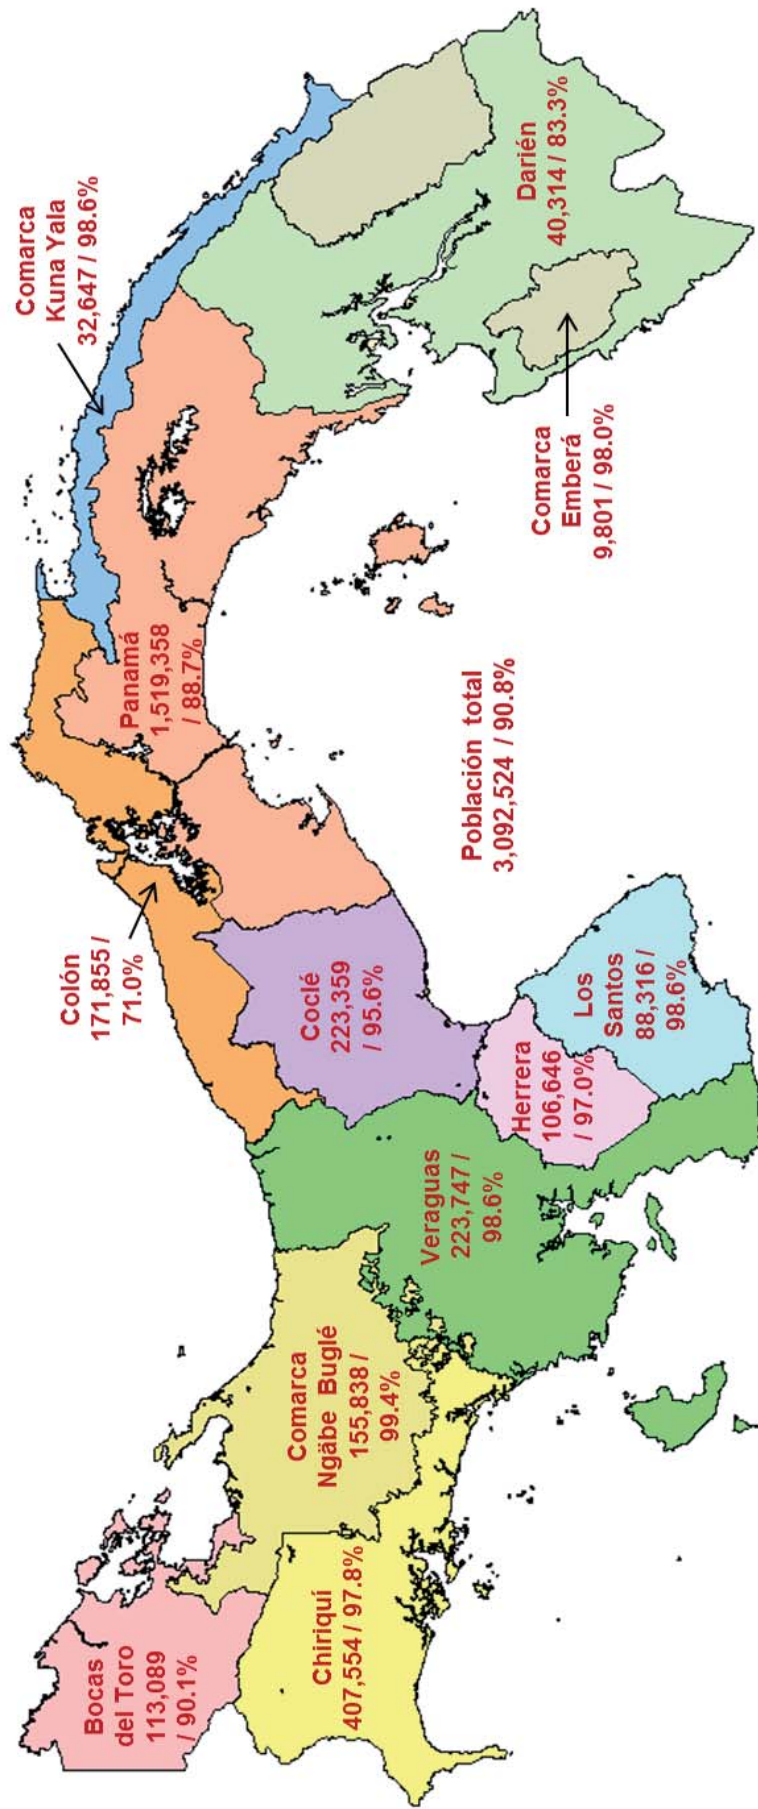 Bocas
del Toro
113,089
/ 90.1%
Chiriquí
407,554 / 97.8%
Comarca
Ngäbe Buglé
155,838 /
99.4%
Veraguas
223,747 /
98.6%
Herrera
106,646
/ 97.0%
Los
Santos
88,316 /
98.6%
Coclé
223,359
/ 95.6%
Colón
171,855 /
71.0%
Panamá
1,519,358
/ 88.7%
Comarca
Kuna Yala
32,647 / 98.6%
Darién
40,314 / 83.3%
Comarca
Emberá
9,801 / 98.0%
Población total
3,092,524 / 90.8%